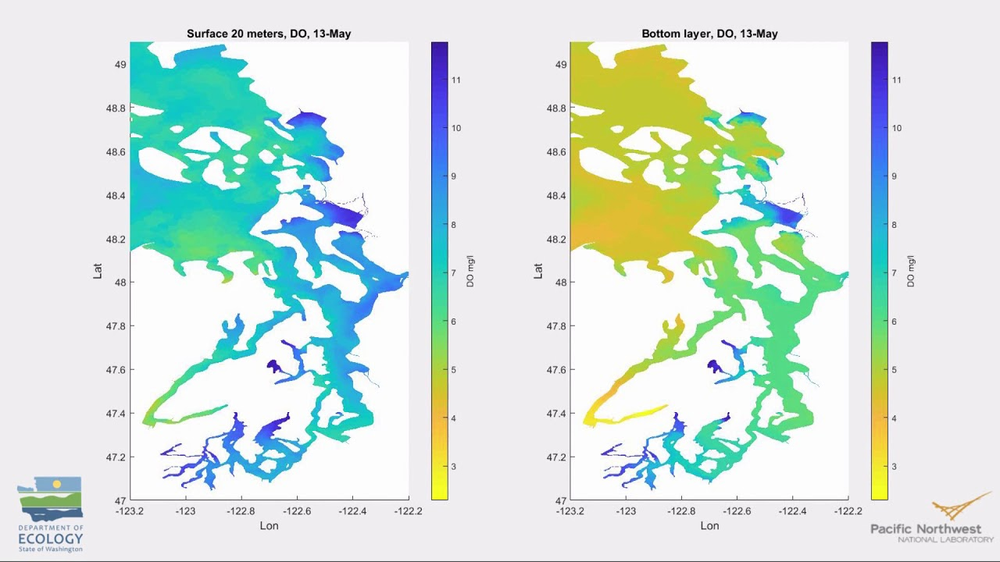 Surface 20 meters, DO, 13-May
49
48.8
48.6
48.4
48.2
48
47.8
47.6
47.4
47.2
47
Lat
-123.2 -123 -122.8 -122.6 -122.4 -122.2
Lon
11
10
9
8
7
6
5
4
3
DO mg/l
Bottom layer, DO, 13-May
49
48.8
48.6
48.4
48.2
48
47.8
47.6
47.4
47.2
47
Lat
-123.2 -123 -122.8 -122.6 -122.4 -122.2
Lon
11
10
9
8
7
6
5
4
3
DO mg/l
DEPARTMENT OF
ECOLOGY
State of Washington
Pacific Northwest
NATIONAL LABORATORY